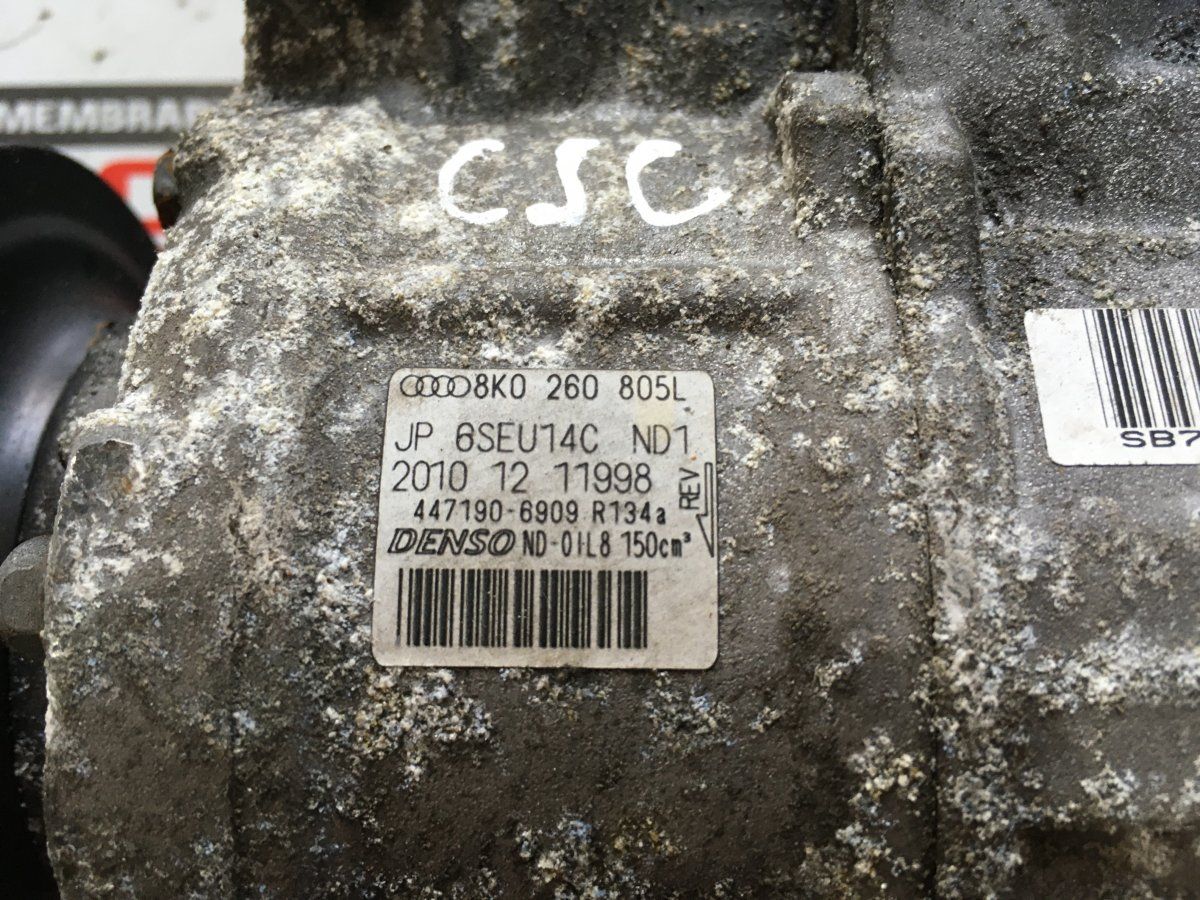 MEMBRA
CSC
8K0 260 805L
JP 6SEU14C ND1
2010 12 11998
REV
447190-6909 R134a
DENSO ND-OIL8 150cm³
SB7